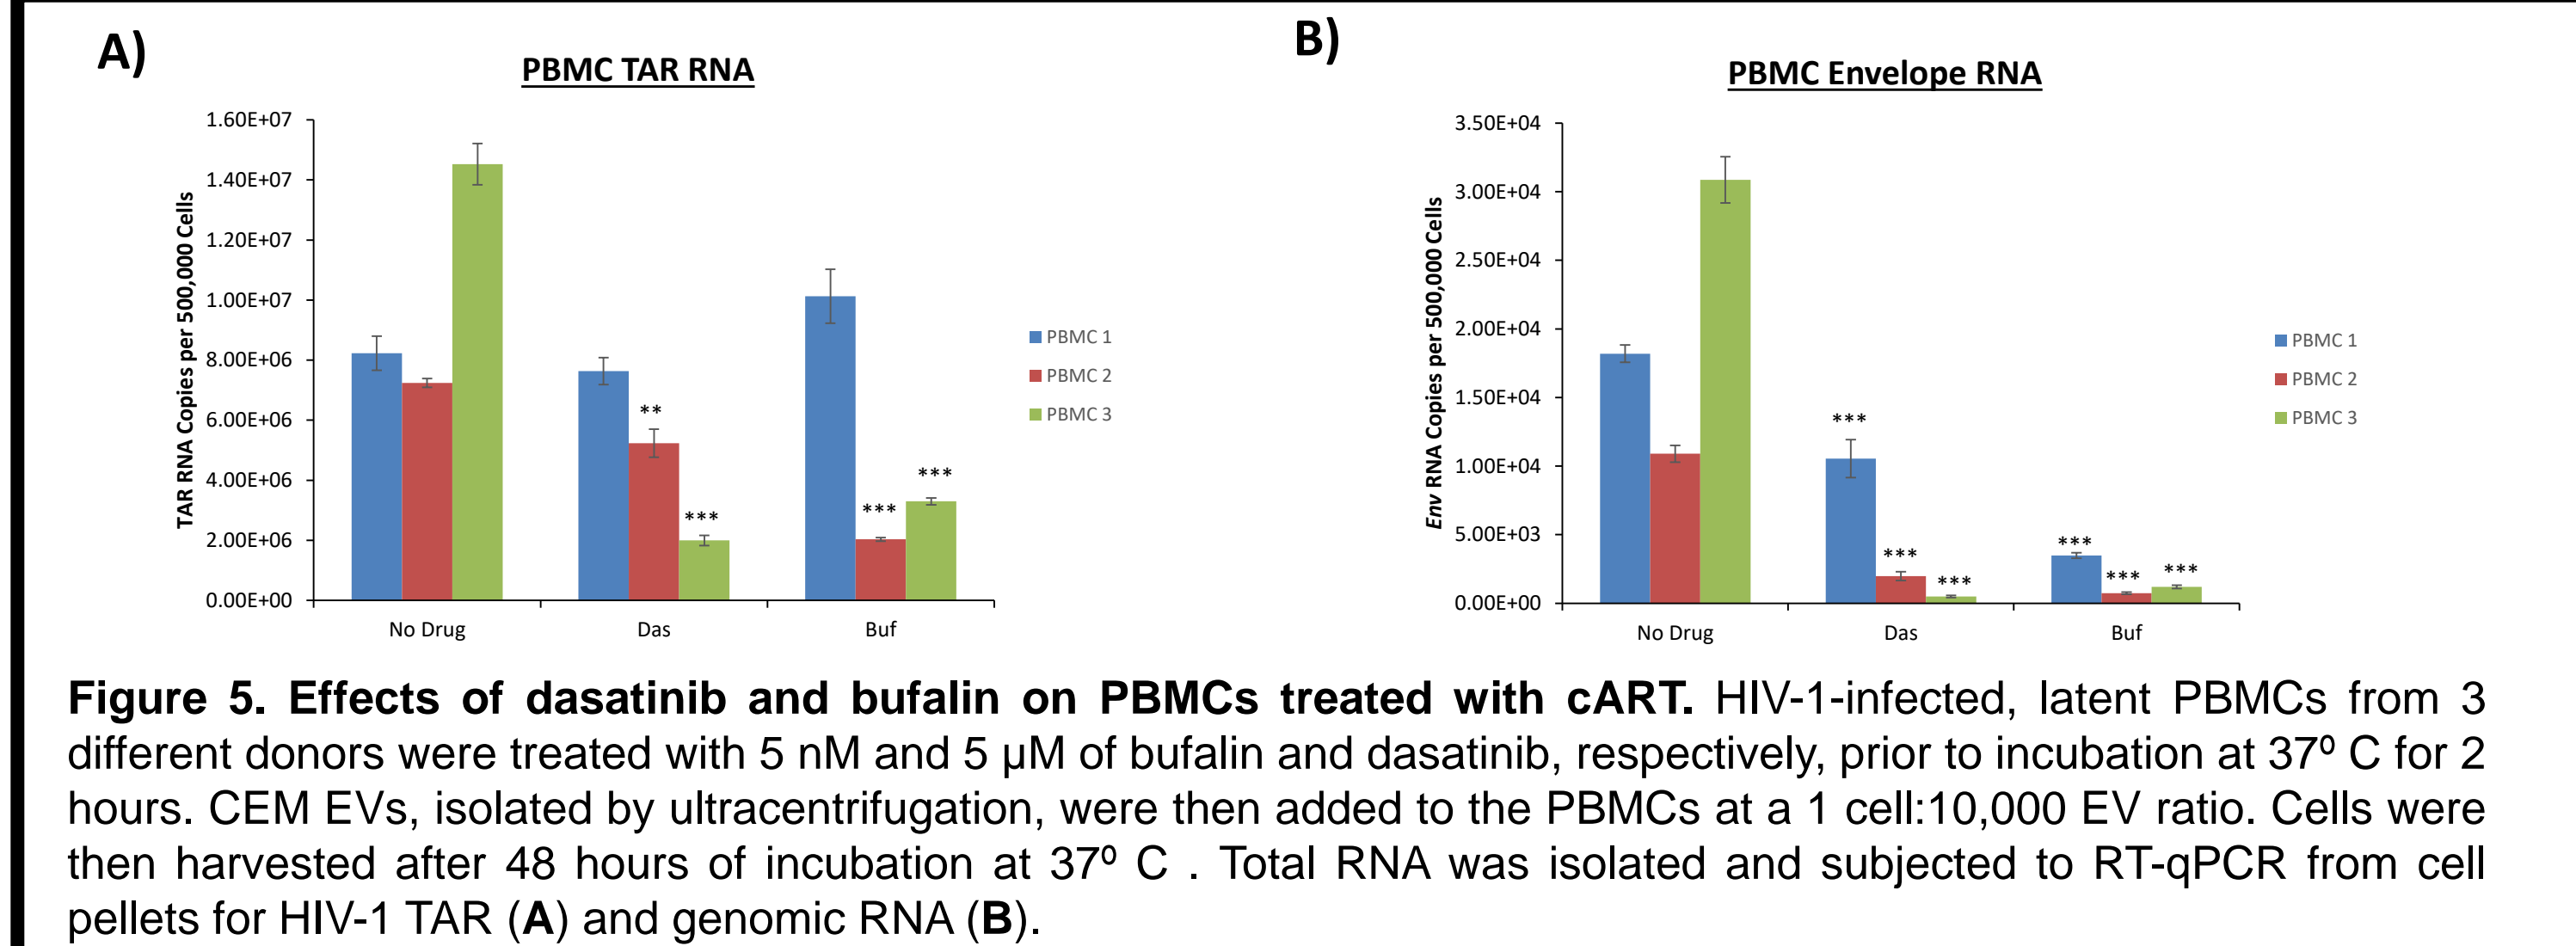 A)
PBMC TAR RNA
TAR RNA Copies per 500,000 Cells
1.60E+07
1.40E+07
1.20E+07
1.00E+07
8.00E+06
6.00E+06
4.00E+06
2.00E+06
0.00E+00
**
***
***
***
No Drug
Das
Buf
PBMC 1
PBMC 2
PBMC 3
B)
PBMC Envelope RNA
Env RNA Copies per 500,000 Cells
3.50E+04
3.00E+04
2.50E+04
2.00E+04
1.50E+04
1.00E+04
5.00E+03
0.00E+00
***
***
***
***
***
***
No Drug
Das
Buf
PBMC 1
PBMC 2
PBMC 3
Figure 5. Effects of dasatinib and bufalin on PBMCs treated with cART. HIV-1-infected, latent PBMCs from 3
different donors were treated with 5 nM and 5 μM of bufalin and dasatinib, respectively, prior to incubation at 37⁰ C for 2
hours. CEM EVs, isolated by ultracentrifugation, were then added to the PBMCs at a 1 cell:10,000 EV ratio. Cells were
then harvested after 48 hours of incubation at 37⁰ C . Total RNA was isolated and subjected to RT-qPCR from cell
pellets for HIV-1 TAR (A) and genomic RNA (B).